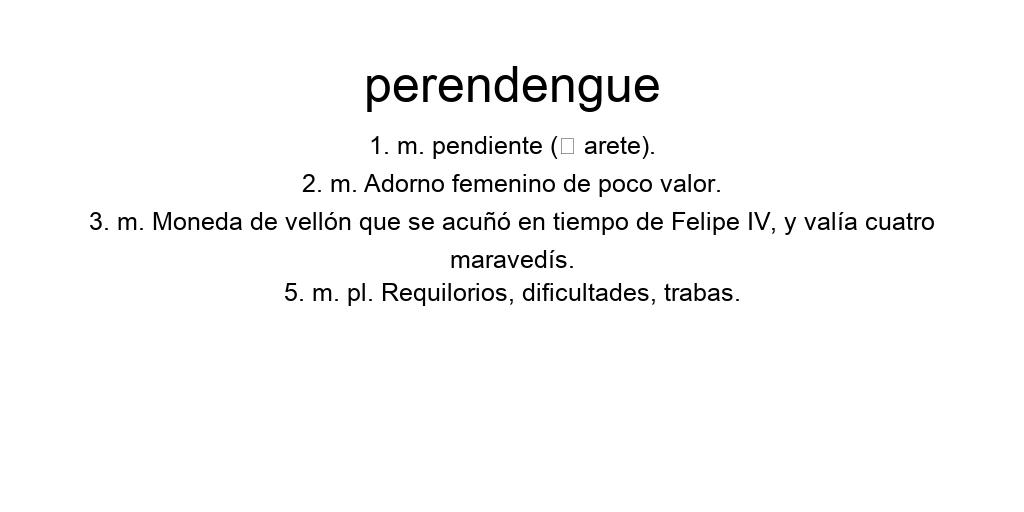 perendengue
1. m. pendiente (□ arete).
2. m. Adorno femenino de poco valor.
3. m. Moneda de vellón que se acuñó en tiempo de Felipe IV, y valía cuatro
maravedís.
5. m. pl. Requilorios, dificultades, trabas.